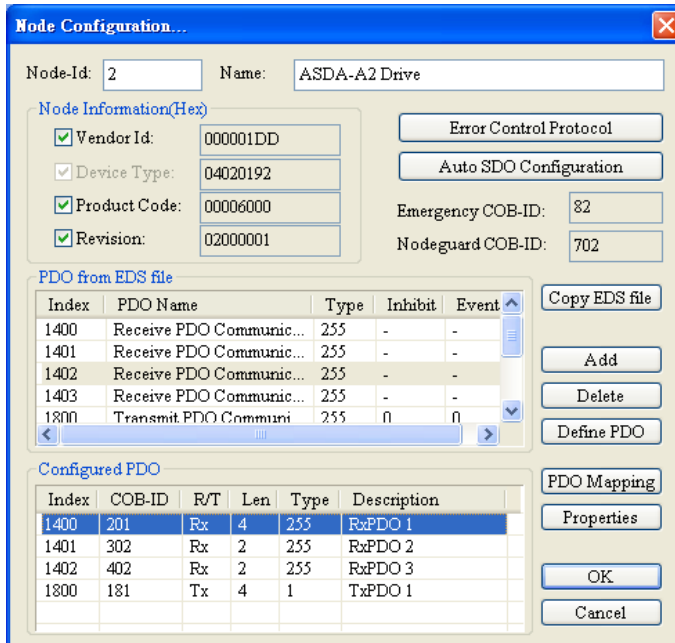 Node Configuration...
Node-Id: 2 Name: ASDA-A2 Drive
Node Information(Hex)
Vendor Id: 000001DD
Device Type: 04020192
Product Code: 00006000
Revision: 02000001
Error Control Protocol
Auto SDO Configuration
Emergency COB-ID: 82
Nodeguard COB-ID: 702
PDO from EDS file
Index PDO Name Type Inhibit Event
1400 Receive PDO Communic... 255 - -
1401 Receive PDO Communic... 255 - -
1402 Receive PDO Communic... 255 - -
1403 Receive PDO Communic... 255 - -
1800 Transmit PDO Communi 255 0 0
Copy EDS file
Add
Delete
Define PDO
Configured PDO
Index COB-ID R/T Len Type Description
1400 201 Rx 4 255 RxPDO 1
1401 302 Rx 2 255 RxPDO 2
1402 402 Rx 2 255 RxPDO 3
1800 181 Tx 4 1 TxPDO 1
PDO Mapping
Properties
OK
Cancel